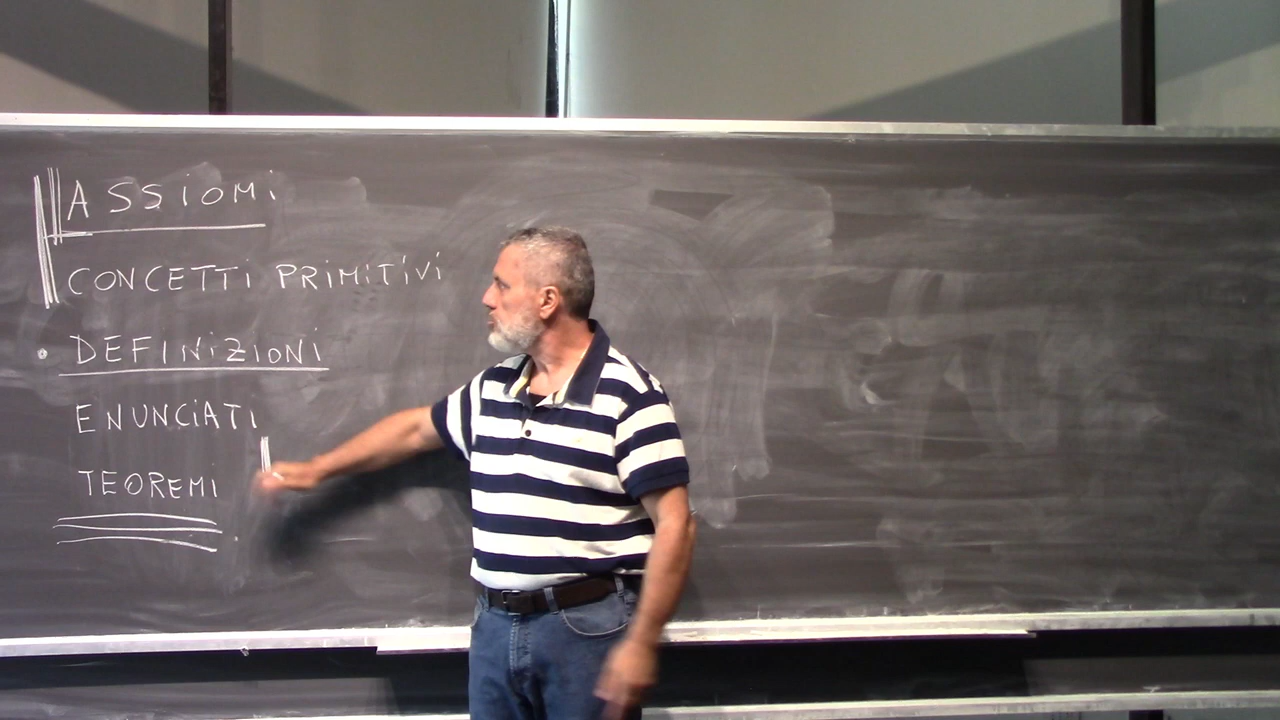 ASSiOMi
CONCETTi PRiMiTiVi
DEFiNiZiONi
ENUNCiATi
TEOREMi